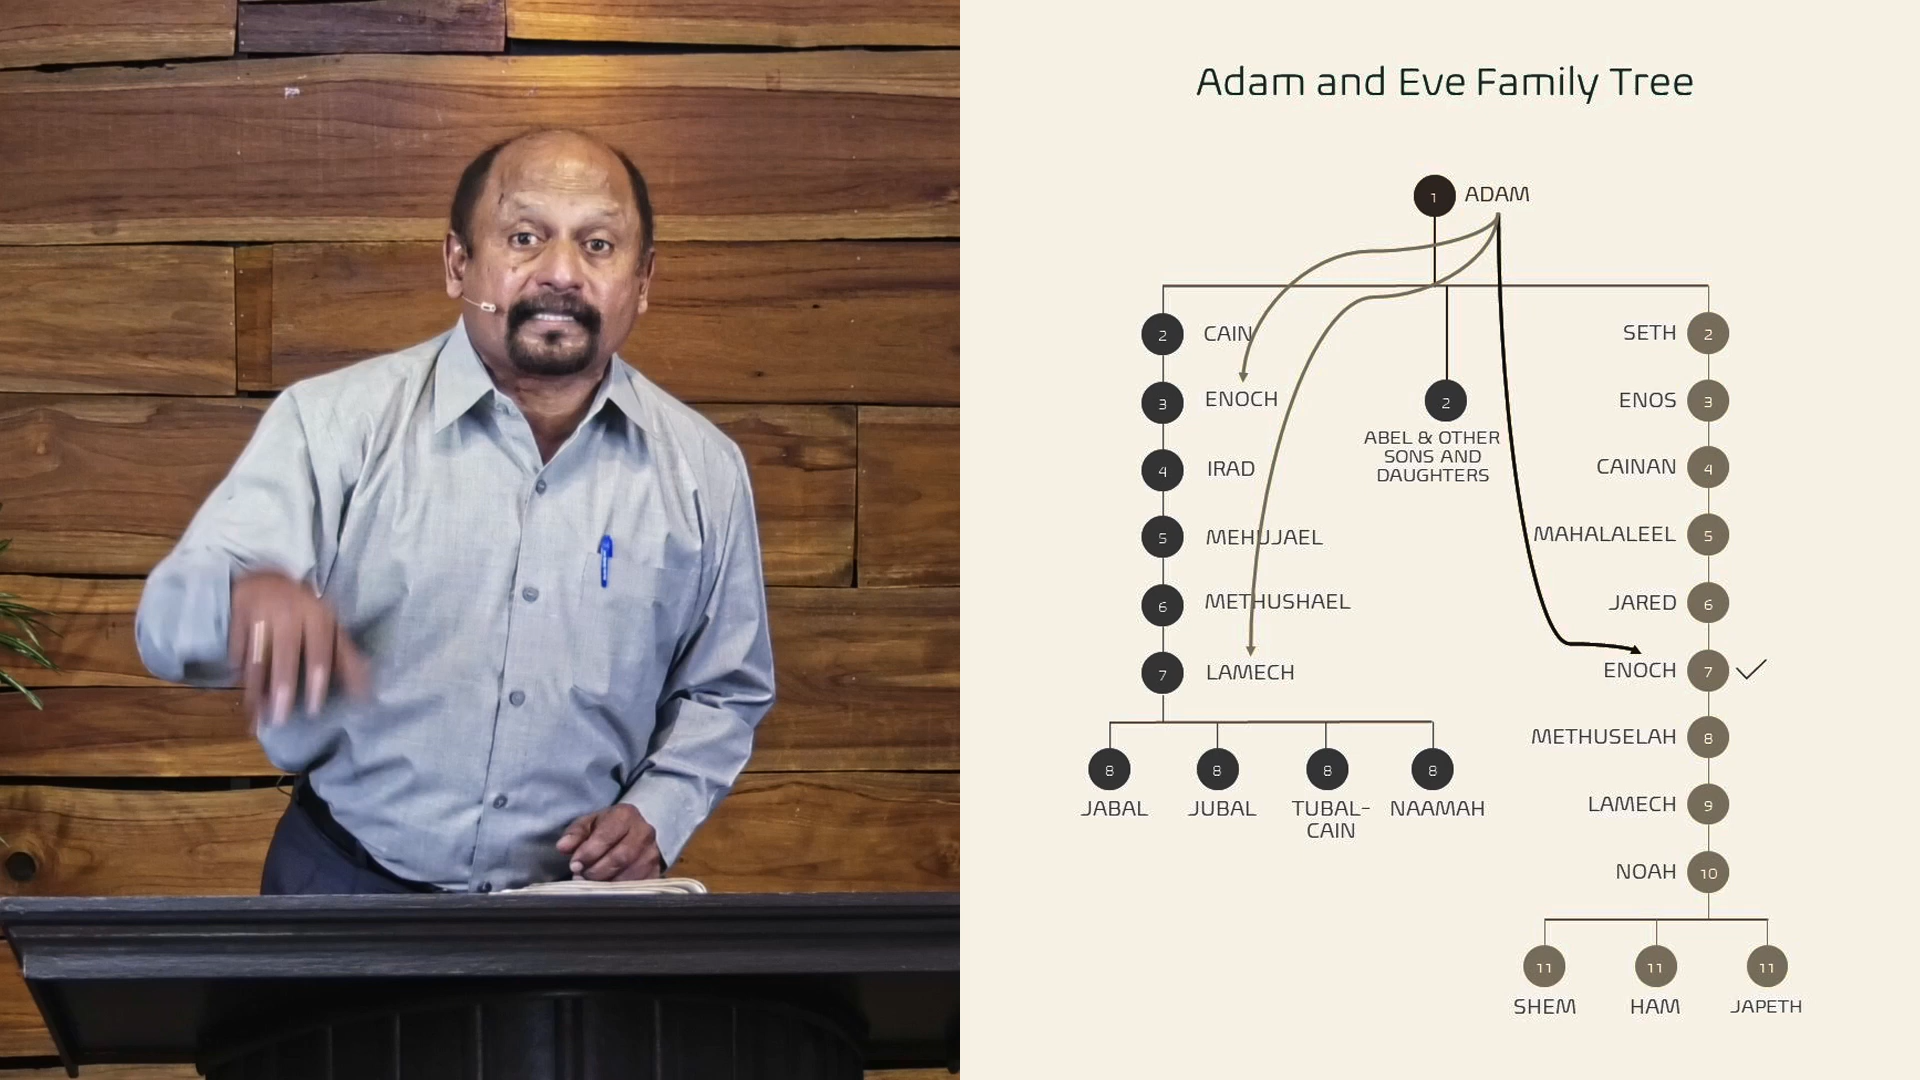 Adam and Eve Family Tree
1 ADAM
2 CAIN
3 ENOCH
4 IRAD
5 MEHUJAEL
6 METHUSHAEL
7 LAMECH
8 8 8 8
JABAL JUBAL TUBAL- NAAMAH
CAIN
2
ABEL & OTHER
SONS AND
DAUGHTERS
SETH 2
ENOS 3
CAINAN 4
MAHALALEEL 5
JARED 6
ENOCH 7
METHUSELAH 8
LAMECH 9
NOAH 10
11 11 11
SHEM HAM JAPETH